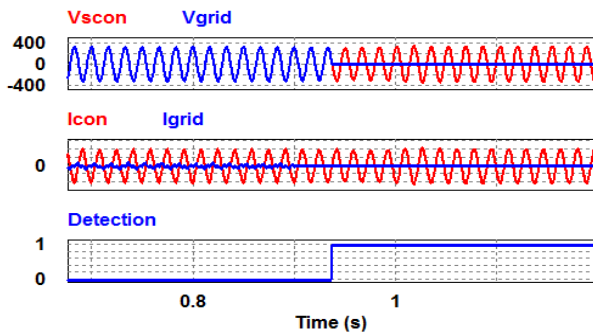 Vscon Vgrid
400
0
-400
Icon Igrid
0
Detection
1
0
0.8 1
Time (s)